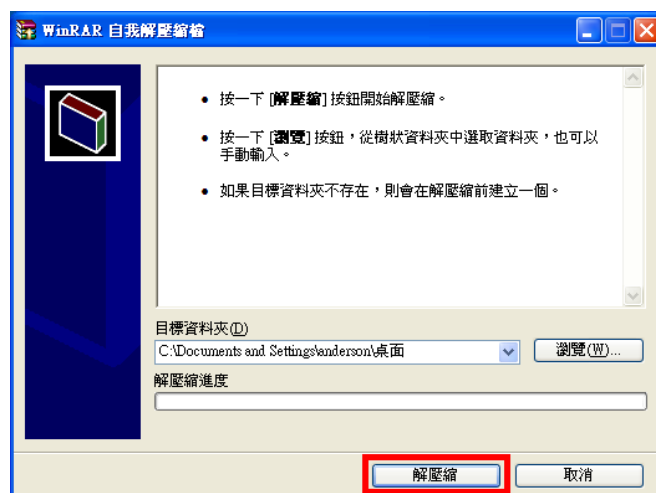 WinRAR 自我解壓縮檔
按一下 [解壓縮] 按鈕開始解壓縮。
按一下 [瀏覽] 按鈕，從樹狀資料夾中選取資料夾，也可以
手動輸入。
如果目標資料夾不存在，則會在解壓縮前建立一個。
目標資料夾(D)
C:\Documents and Settings\anderson\桌面
瀏覽(W)...
解壓縮進度
解壓縮
取消